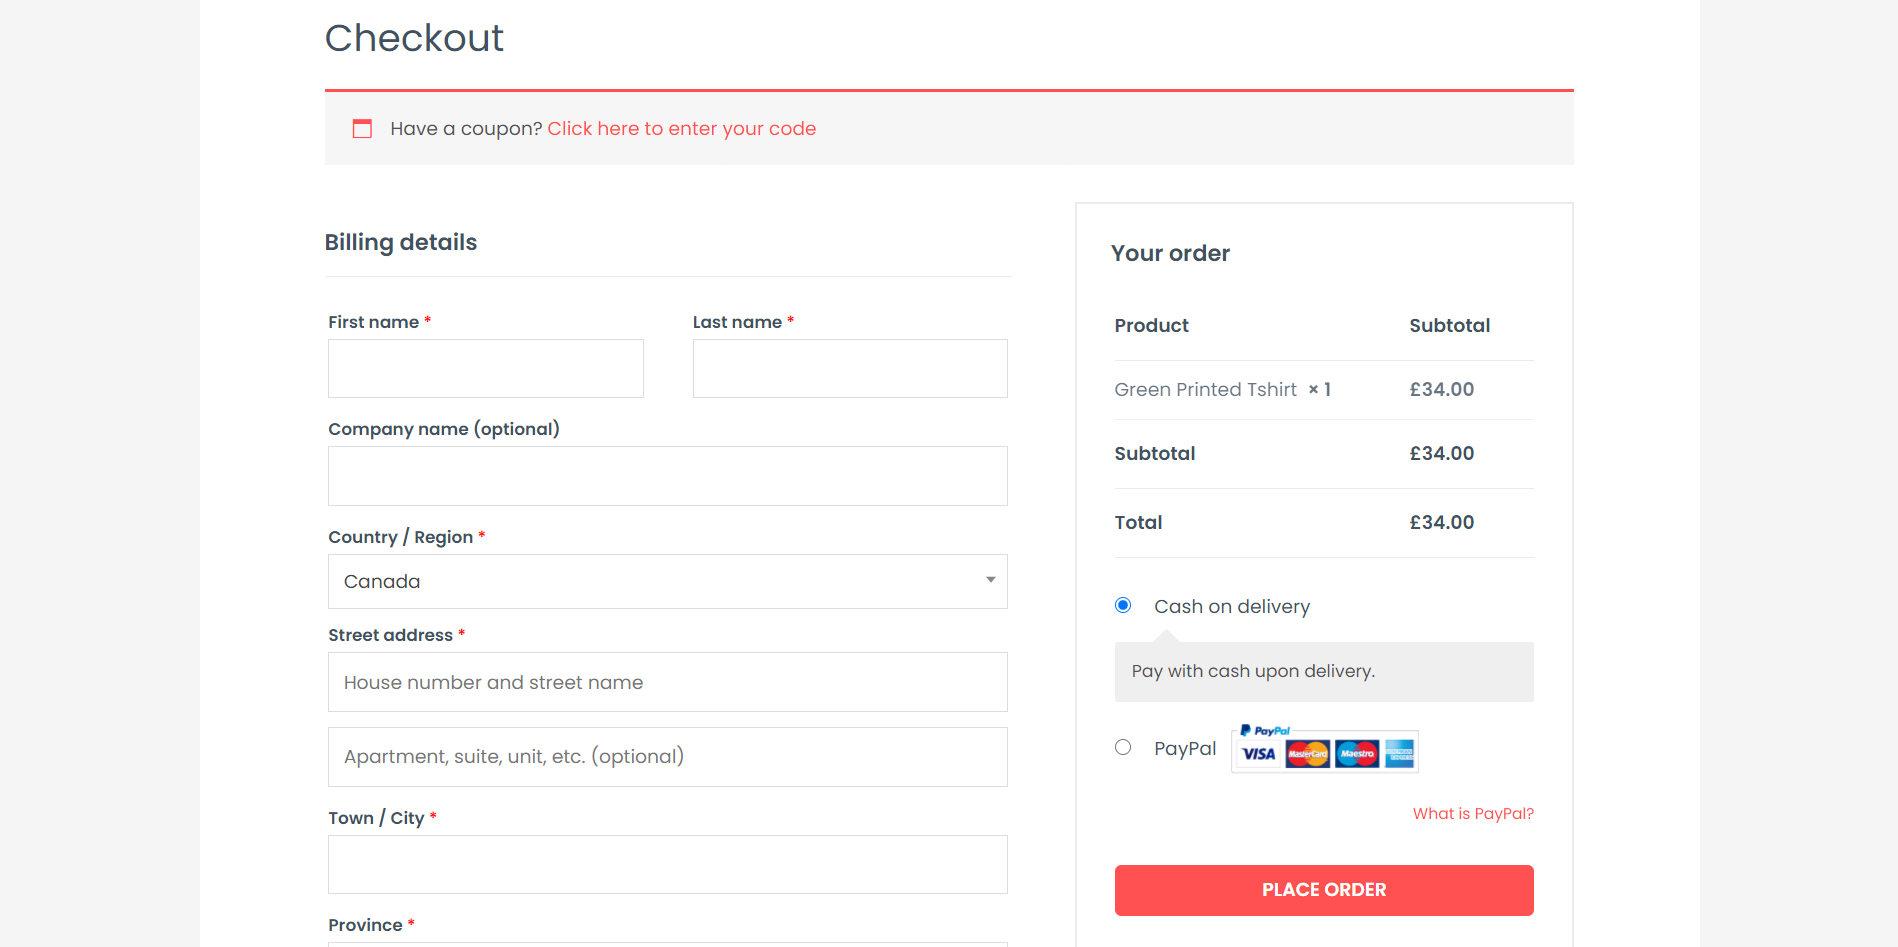 Checkout
Have a coupon? Click here to enter your code
Billing details
First name *
Last name *
Company name (optional)
Country / Region *
Canada
Street address *
House number and street name
Apartment, suite, unit, etc. (optional)
Town / City *
Province *
Your order
Product Subtotal
Green Printed Tshirt × 1 £34.00
Subtotal £34.00
Total £34.00
Cash on delivery
Pay with cash upon delivery.
PayPal
PayPal
VISA MasterCard Maestro AMERICAN EXPRESS
What is PayPal?
PLACE ORDER